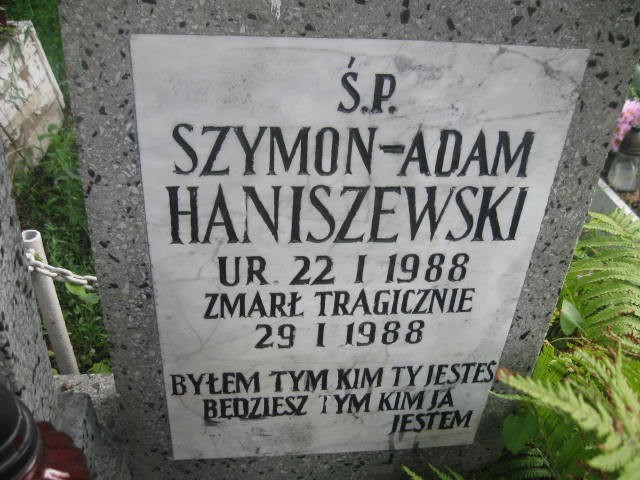 Ś.P.
SZYMON-ADAM
HANISZEWSKI
UR. 22 I 1988
ZMARŁ TRAGICZNIE
29 I 1988
BYŁEM TYM KIM TY JESTEŚ
BĘDZIESZ TYM KIM JA
JESTEM